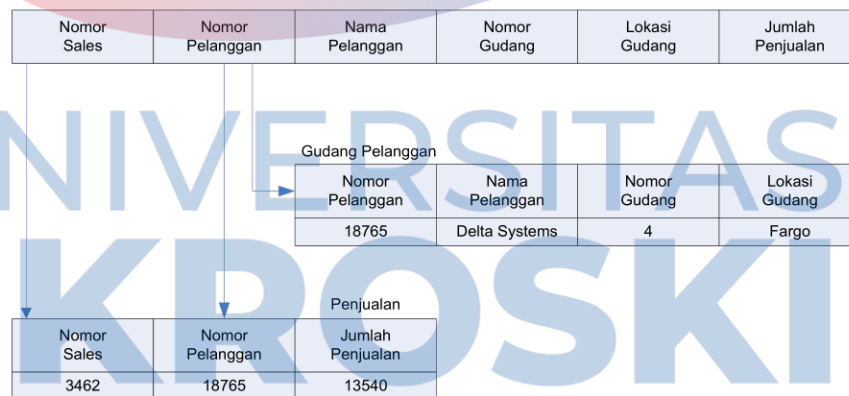 Nomor Sales Nomor Pelanggan Nama Pelanggan Nomor Gudang Lokasi Gudang Jumlah Penjualan
NIVERSITAS
Gudang Pelanggan
Nomor Pelanggan Nama Pelanggan Nomor Gudang Lokasi Gudang
18765 Delta Systems 4 Fargo
KROSKI
Penjualan
Nomor Sales Nomor Pelanggan Jumlah Penjualan
3462 18765 13540